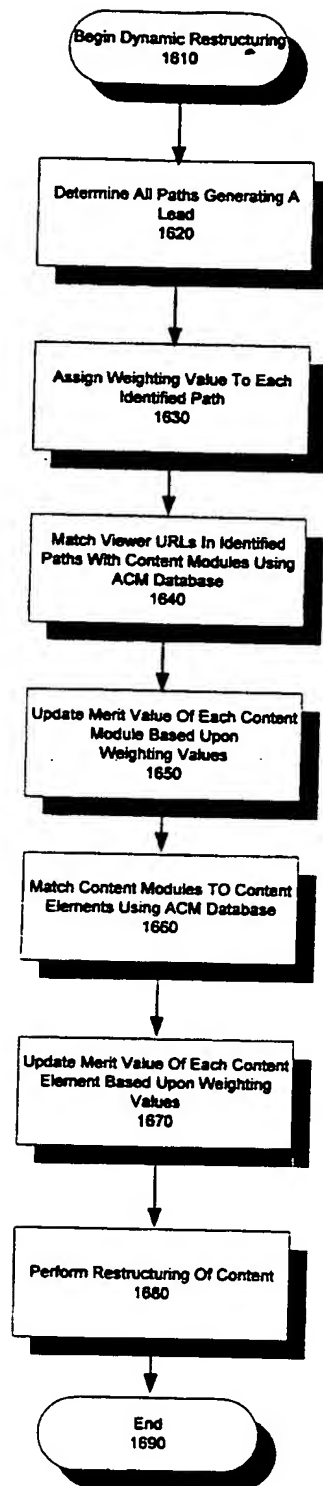 Begin Dynamic Restructuring
1610
Determine All Paths Generating A
Lead
1620
Assign Weighting Value To Each
Identified Path
1630
Match Viewer URLs In Identified
Paths With Content Modules Using
ACM Database
1640
Update Merit Value Of Each Content
Module Based Upon
Weighting Values
1650
Match Content Modules TO Content
Elements Using ACM Database
1660
Update Merit Value Of Each Content
Element Based Upon Weighting
Values
1670
Perform Restructuring Of Content
1680
End
1690